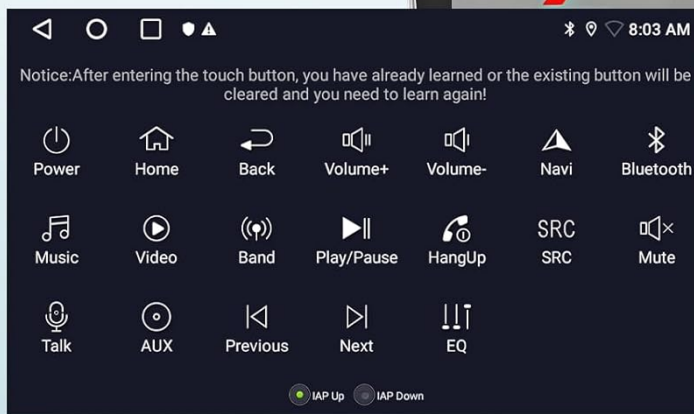 8:03 AM
Notice:After entering the touch button, you have already learned or the existing button will be
cleared and you need to learn again!
Power Home Back Volume+ Volume- Navi Bluetooth
SRC
Music Video Band Play/Pause HangUp SRC Mute
Talk AUX Previous Next EQ
IAP Up IAP Down